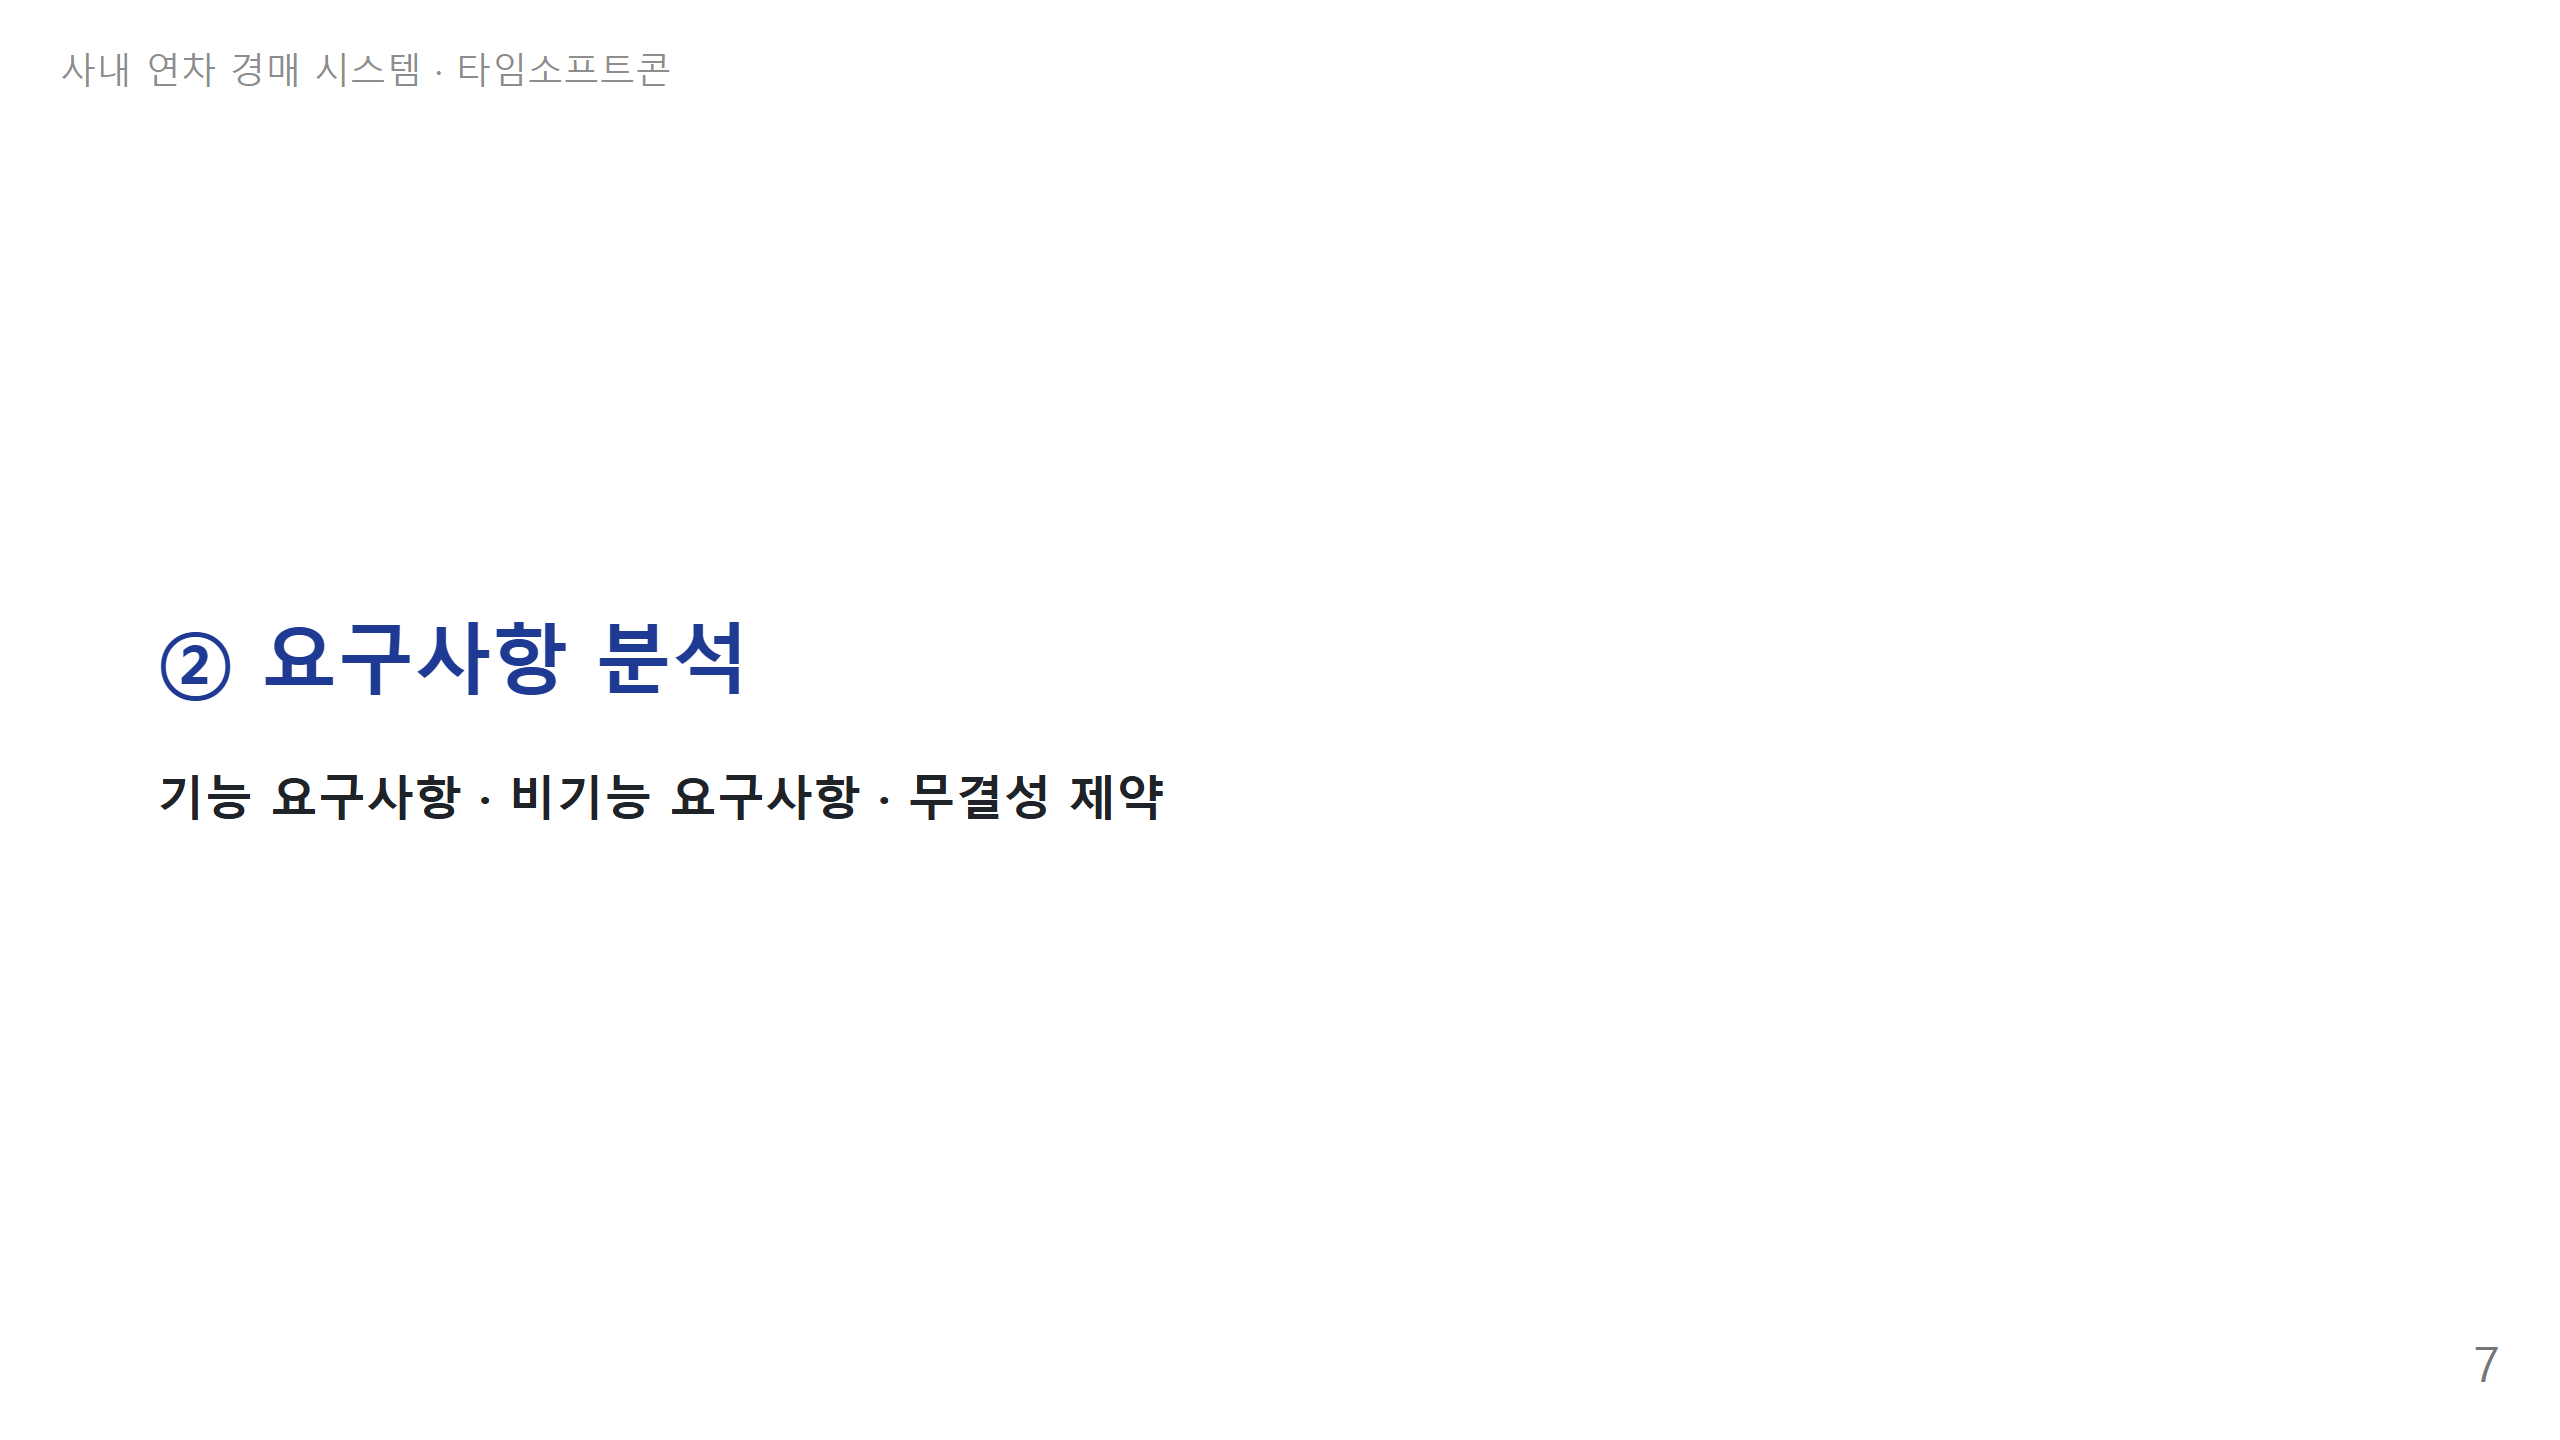 사내 연차 경매 시스템 · 타임소프트콘
② 요구사항 분석
기능 요구사항 · 비기능 요구사항 · 무결성 제약
7